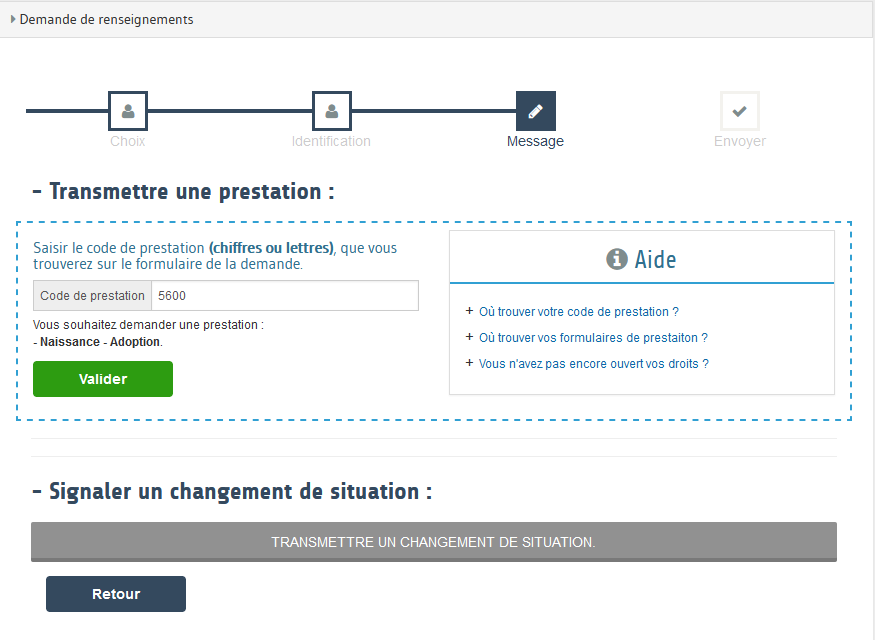 Demande de renseignements
Choix
Identification
Message
Envoyer
- Transmettre une prestation :
Saisir le code de prestation (chiffres ou lettres), que vous
trouverez sur le formulaire de la demande.
Code de prestation 5600
Vous souhaitez demander une prestation :
- Naissance - Adoption.
Valider
Aide
+ Où trouver votre code de prestation ?
+ Où trouver vos formulaires de prestaiton ?
+ Vous n'avez pas encore ouvert vos droits ?
- Signaler un changement de situation :
TRANSMETTRE UN CHANGEMENT DE SITUATION.
Retour